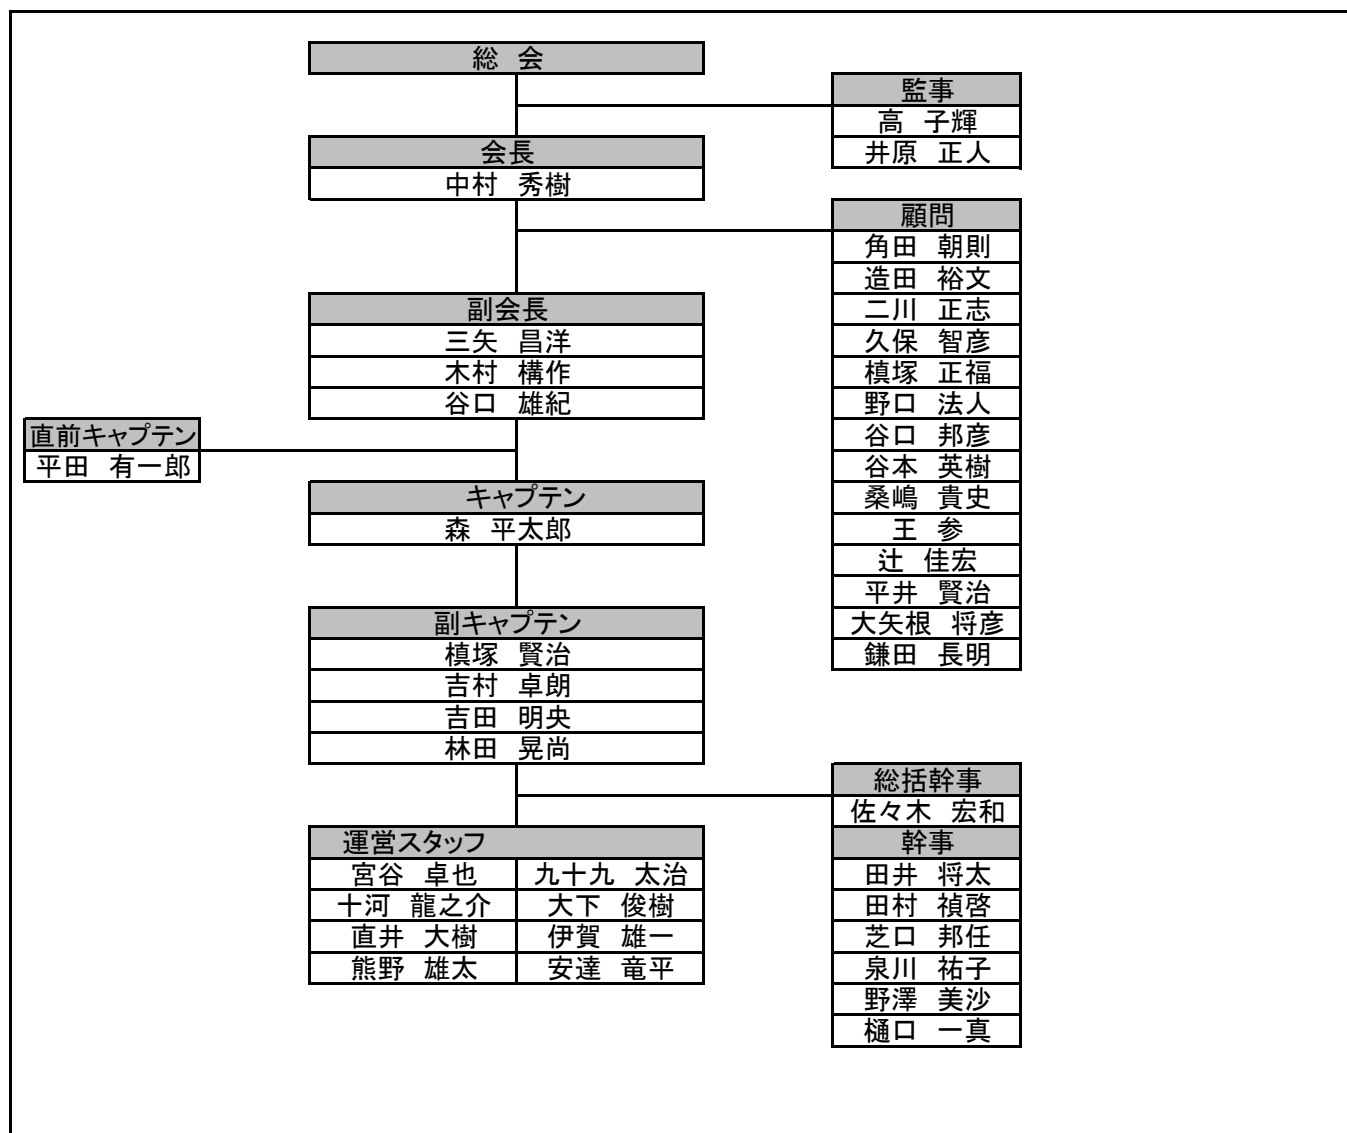 総 会
監事
高 子輝
井原 正人
会長
中村 秀樹
顧問
角田 朝則
造田 裕文
二川 正志
久保 智彦
槙塚 正福
野口 法人
谷口 邦彦
谷本 英樹
桑嶋 貴史
王 参
辻 佳宏
平井 賢治
大矢根 将彦
鎌田 長明
副会長
三矢 昌洋
木村 構作
谷口 雄紀
直前キャプテン
平田 有一郎
キャプテン
森 平太郎
副キャプテン
槙塚 賢治
吉村 卓朗
吉田 明央
林田 晃尚
総括幹事
佐々木 宏和
幹事
田井 将太
田村 禎啓
芝口 邦任
泉川 祐子
野澤 美沙
樋口 一真
運営スタッフ
宮谷 卓也 九十九 太治
十河 龍之介 大下 俊樹
直井 大樹 伊賀 雄一
熊野 雄太 安達 竜平